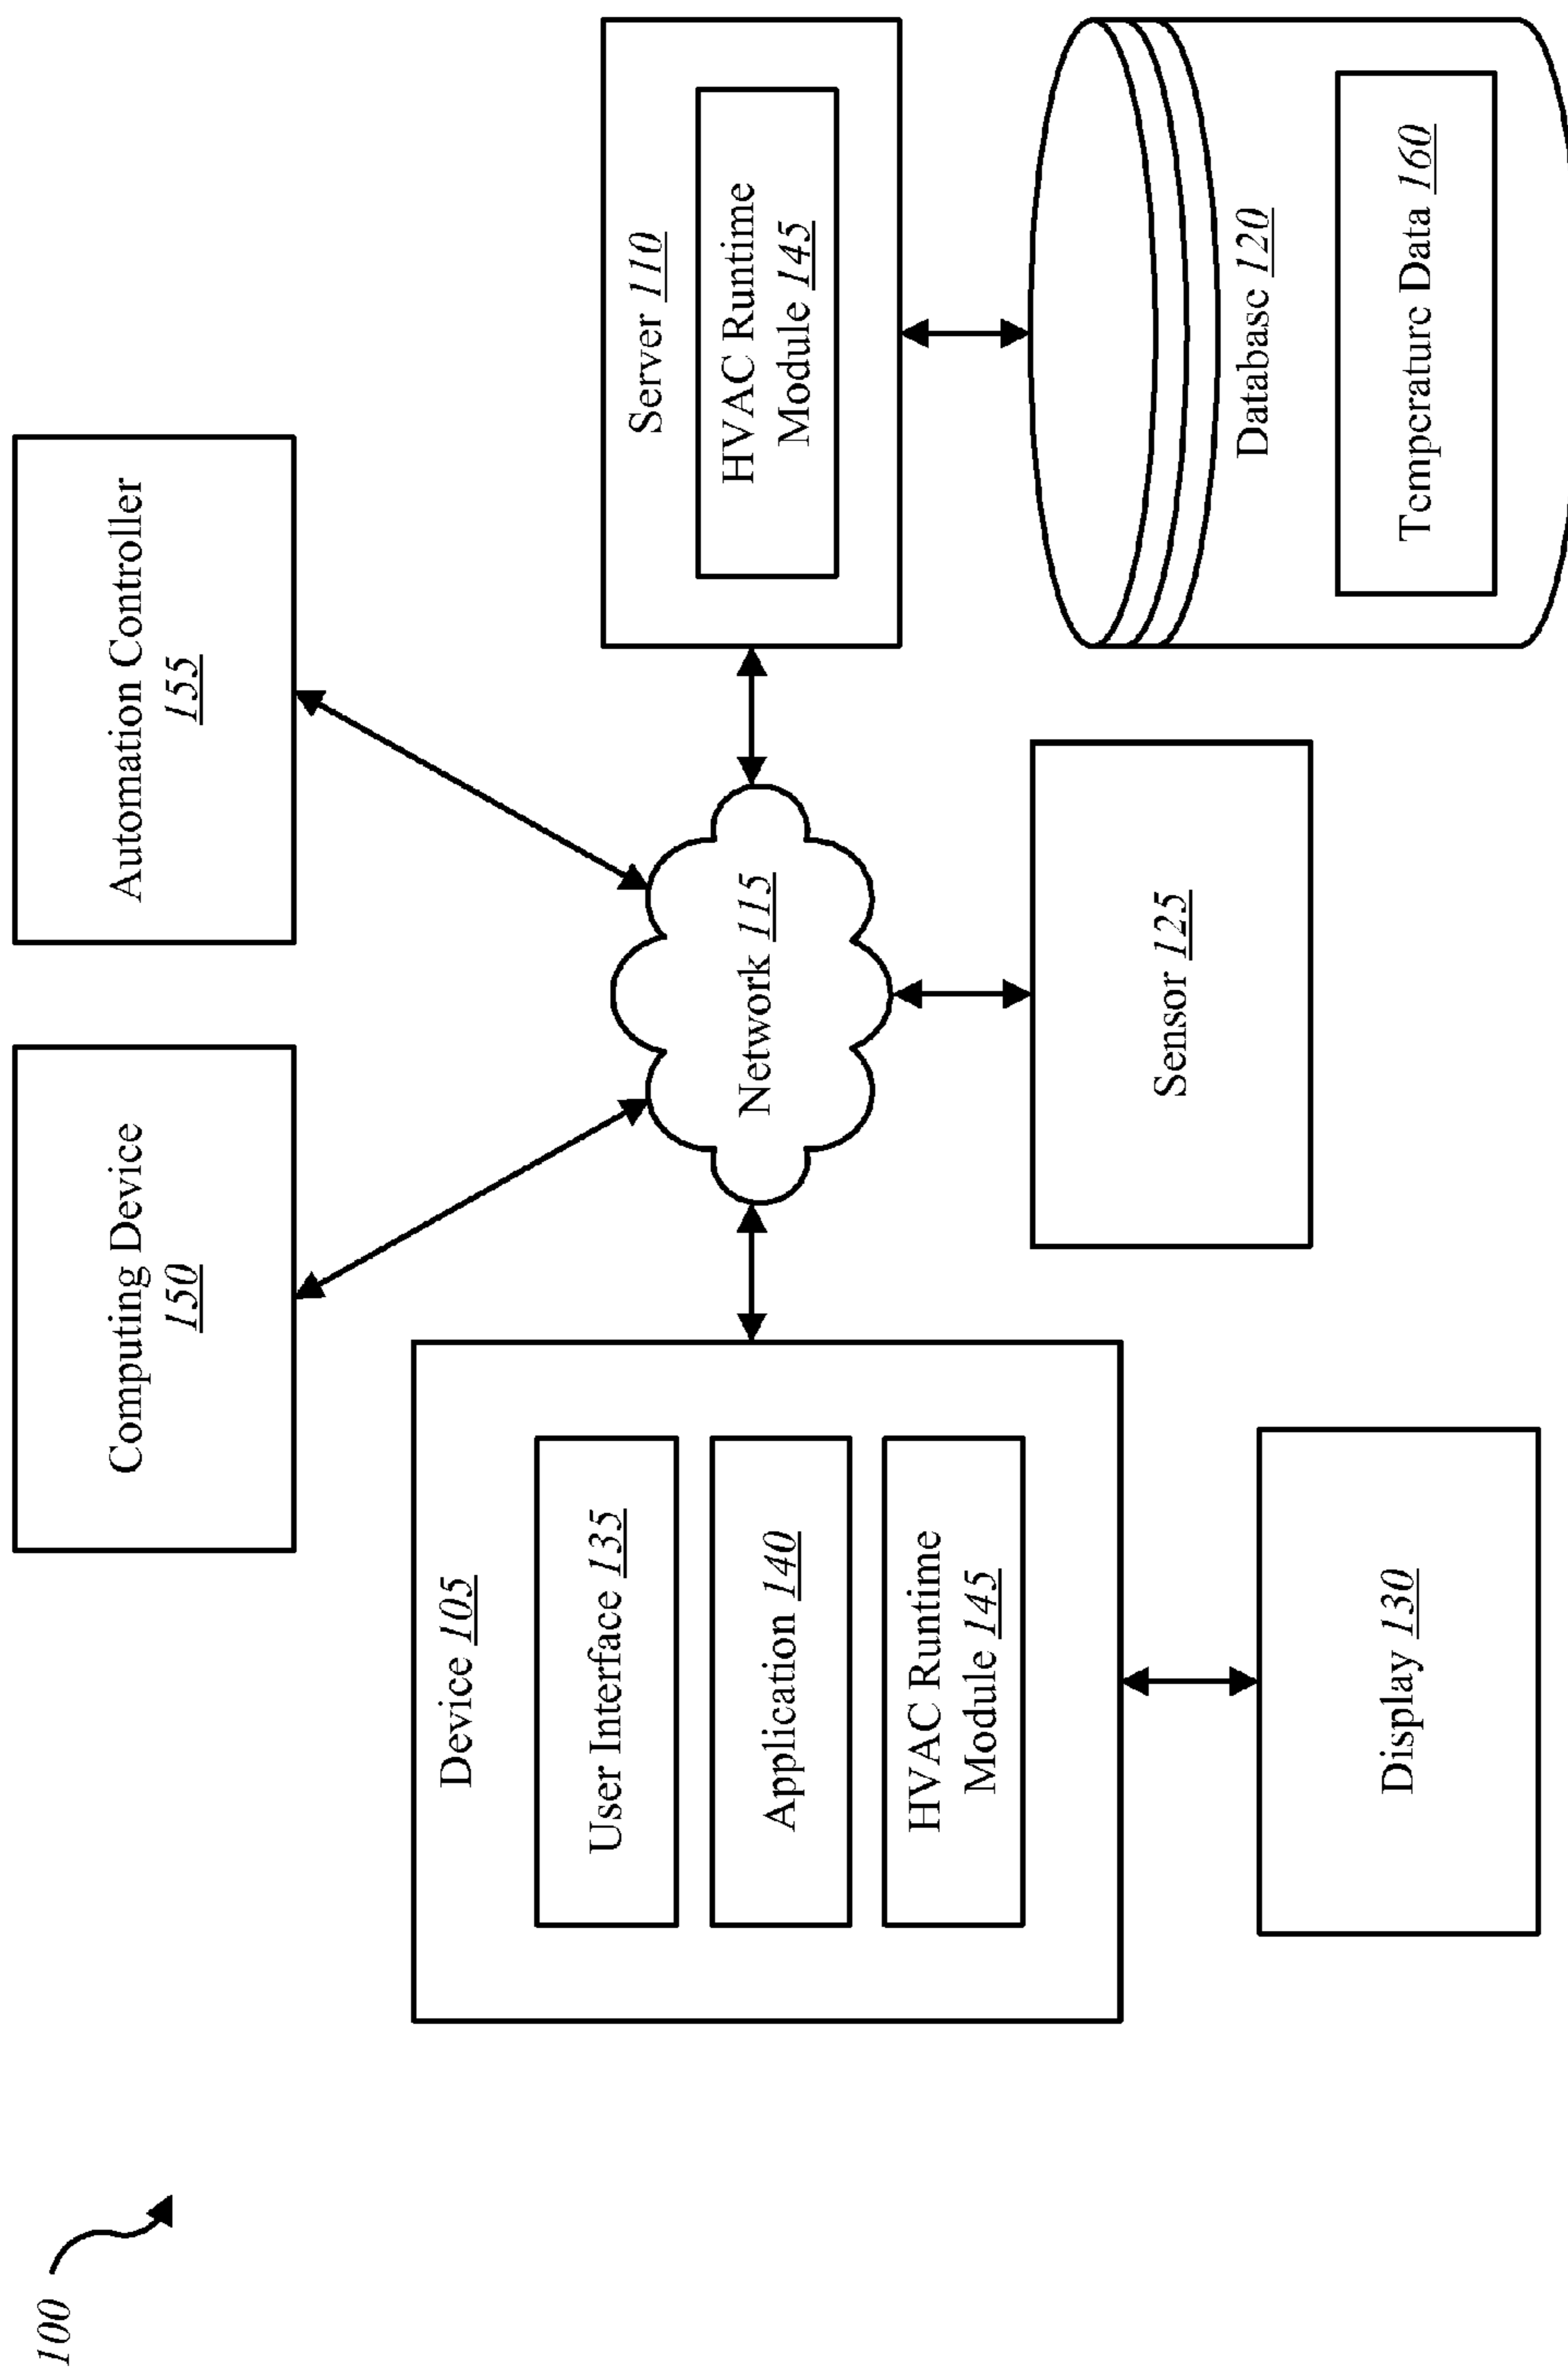 100
Computing Device
150
Automation Controller
155
Device 105
User Interface 135
Application 140
HVAC Runtime
Module 145
Network 115
Server 110
HVAC Runtime
Module 145
Display 130
Sensor 125
Database 120
Temperature Data 160